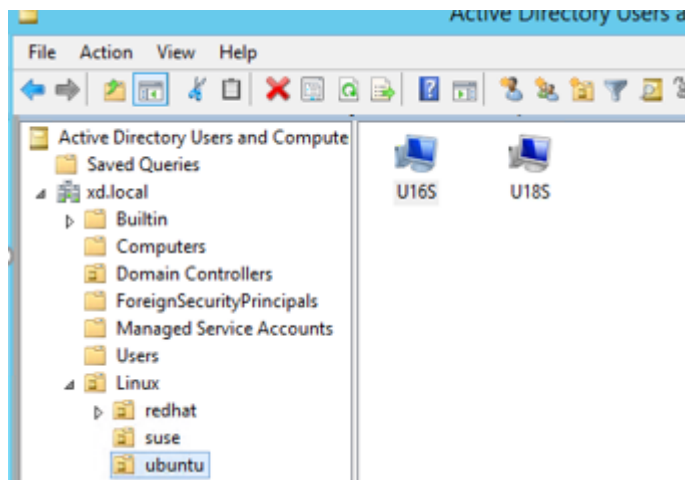 Active Directory Users a
File Action View Help
Active Directory Users and Compute
Saved Queries
xd.local
Builtin
Computers
Domain Controllers
ForeignSecurityPrincipals
Managed Service Accounts
Users
Linux
redhat
suse
ubuntu
U16S U18S